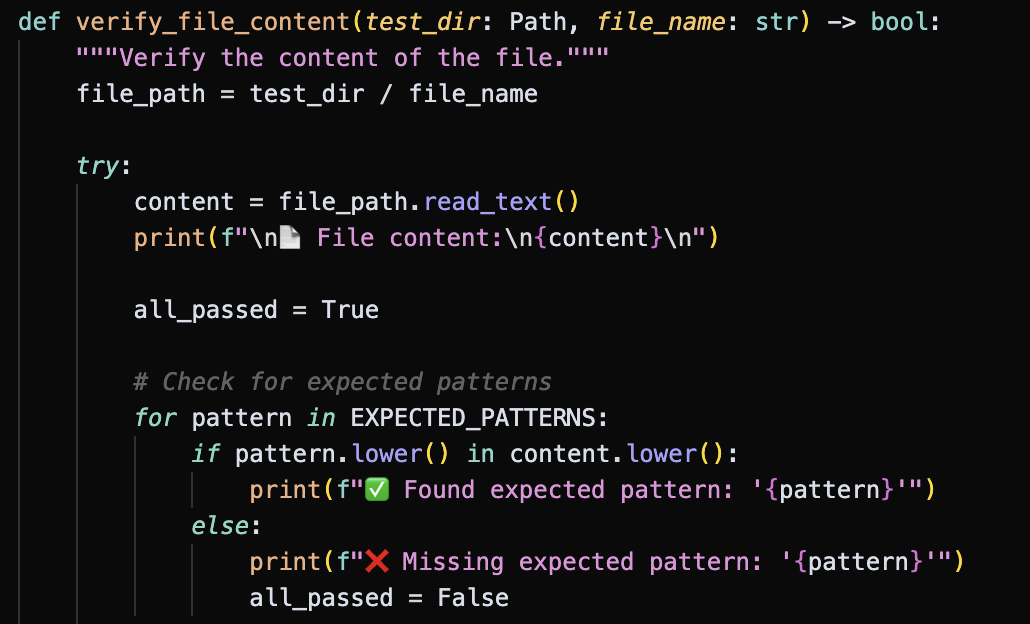 def verify_file_content(test_dir: Path, file_name: str) -> bool:
    """Verify the content of the file."""
    file_path = test_dir / file_name

    try:
        content = file_path.read_text()
        print(f"\n📄 File content:\n{content}\n")

        all_passed = True

        # Check for expected patterns
        for pattern in EXPECTED_PATTERNS:
            if pattern.lower() in content.lower():
                print(f"✅ Found expected pattern: '{pattern}'")
            else:
                print(f"❌ Missing expected pattern: '{pattern}'")
                all_passed = False